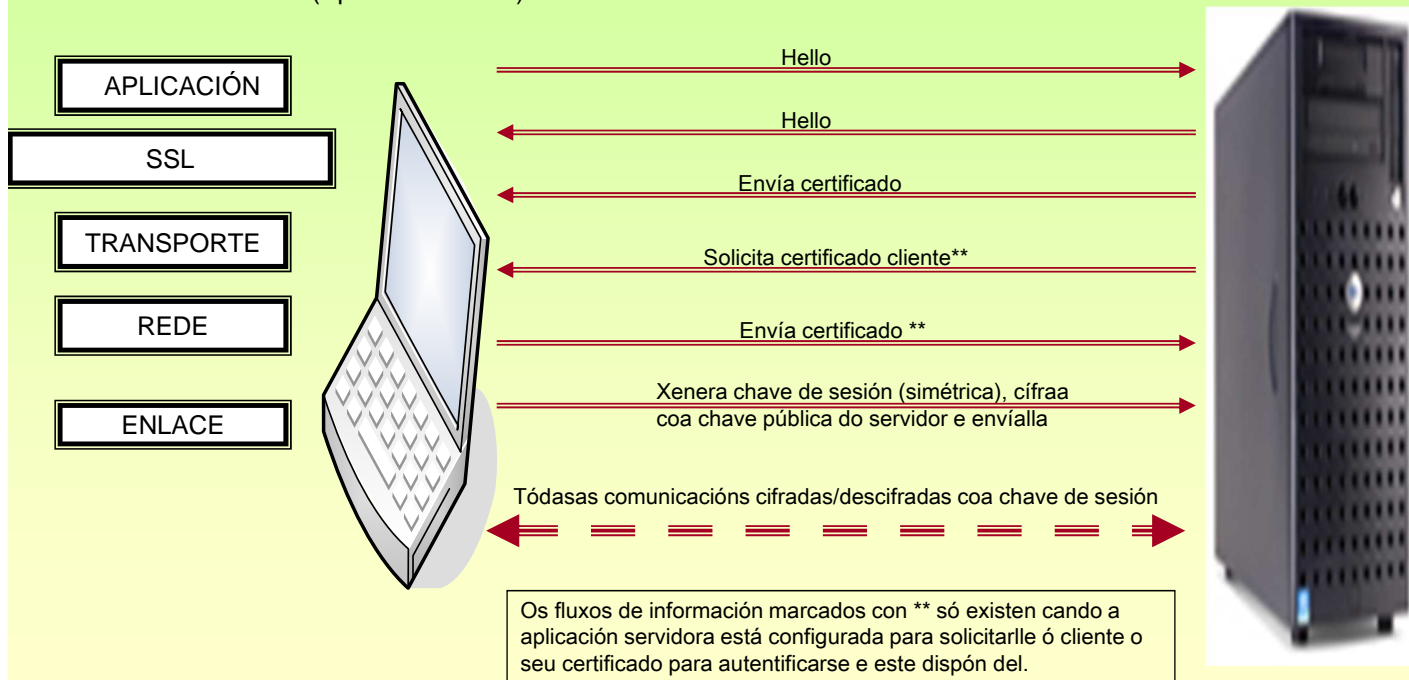 APLICACIÓN
SSL
TRANSPORTE
REDE
ENLACE
Hello
Hello
Envía certificado
Solicita certificado cliente**
Envía certificado **
Xenera chave de sesión (simétrica), cífraa
coa chave pública do servidor e envíalla
Tódasas comunicacións cifradas/descifradas coa chave de sesión
Os fluxos de información marcados con ** só existen cando a
aplicación servidora está configurada para solicitarlle ó cliente o
seu certificado para autentificarse e este dispón del.